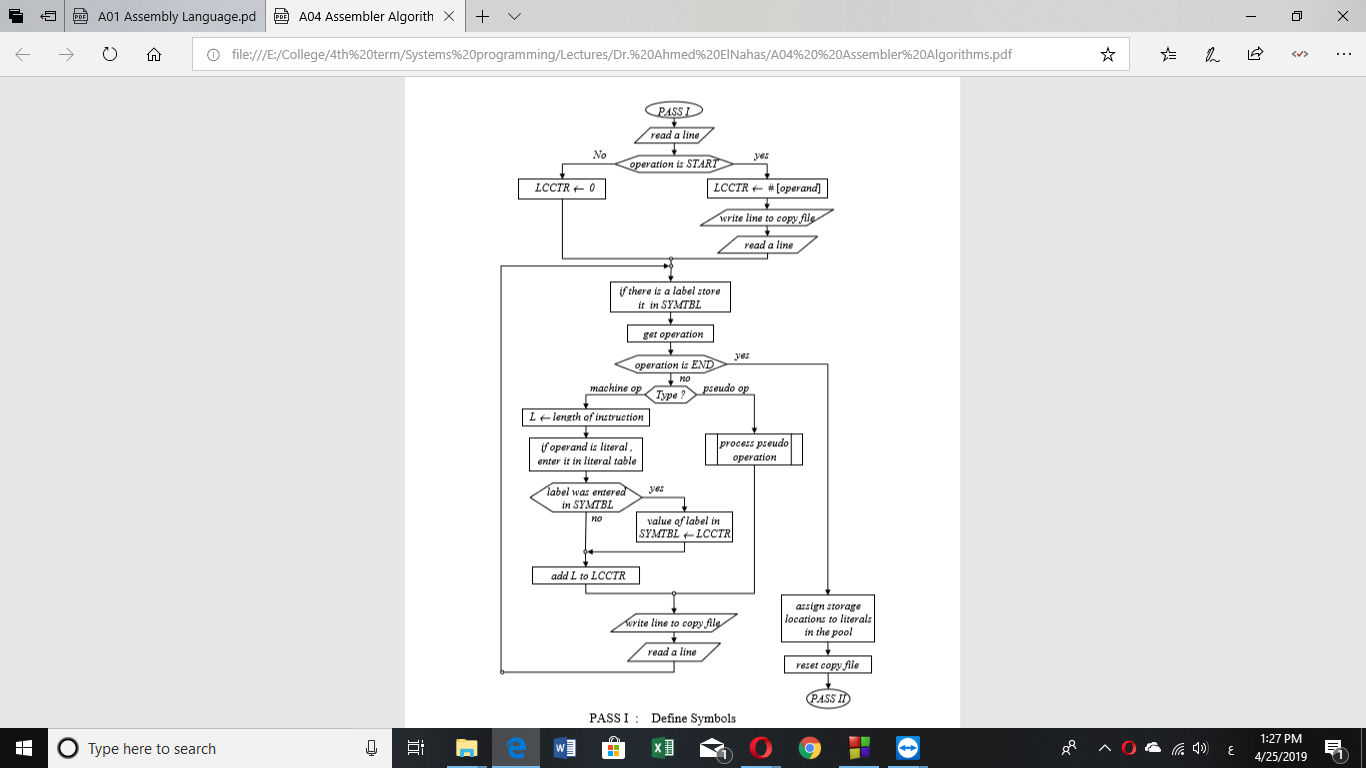 A01 Assembly Language.pd
A04 Assembler Algorith
file:///E:/College/4th%20term/Systems%20programming/Lectures/Dr.%20Ahmed%20ElNahas/A04%20%20Assembler%20Algorithms.pdf
PASS I
read a line
No
operation is START
yes
LCCTR ← 0
LCCTR ← # [operand]
write line to copy file
read a line
if there is a label store
it in SYMTBL
get operation
operation is END
yes
no
machine op
Type ?
pseudo op
L ← length of instruction
process pseudo
operation
if operand is literal ,
enter it in literal table
label was entered
in SYMTBL
yes
no
value of label in
SYMTBL ← LCCTR
add L to LCCTR
write line to copy file
read a line
assign storage
locations to literals
in the pool
reset copy file
PASS II
PASS I : Define Symbols
Type here to search
1
ع
1:27 PM
4/25/2019
1